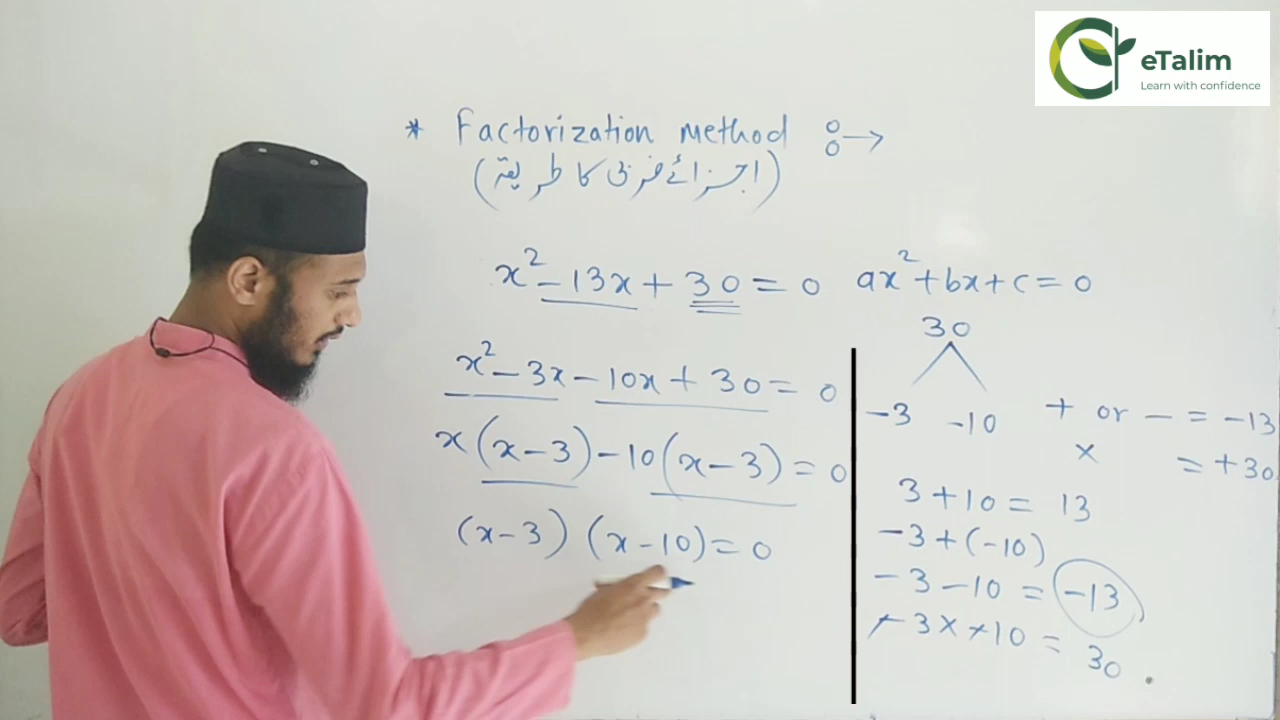 eTalim
Learn with confidence
* Factorization method :→
(اجزائے ضربی کا طریقہ)
x² - 13x + 30 = 0
x² - 3x - 10x + 30 = 0
x(x - 3) - 10(x - 3) = 0
(x - 3) (x - 10) = 0
ax² + bx + c = 0
30
-3 -10
+ or - = -13
× = +30
3 + 10 = 13
-3 + (-10)
-3 - 10 = -13
-3 × -10 = 30